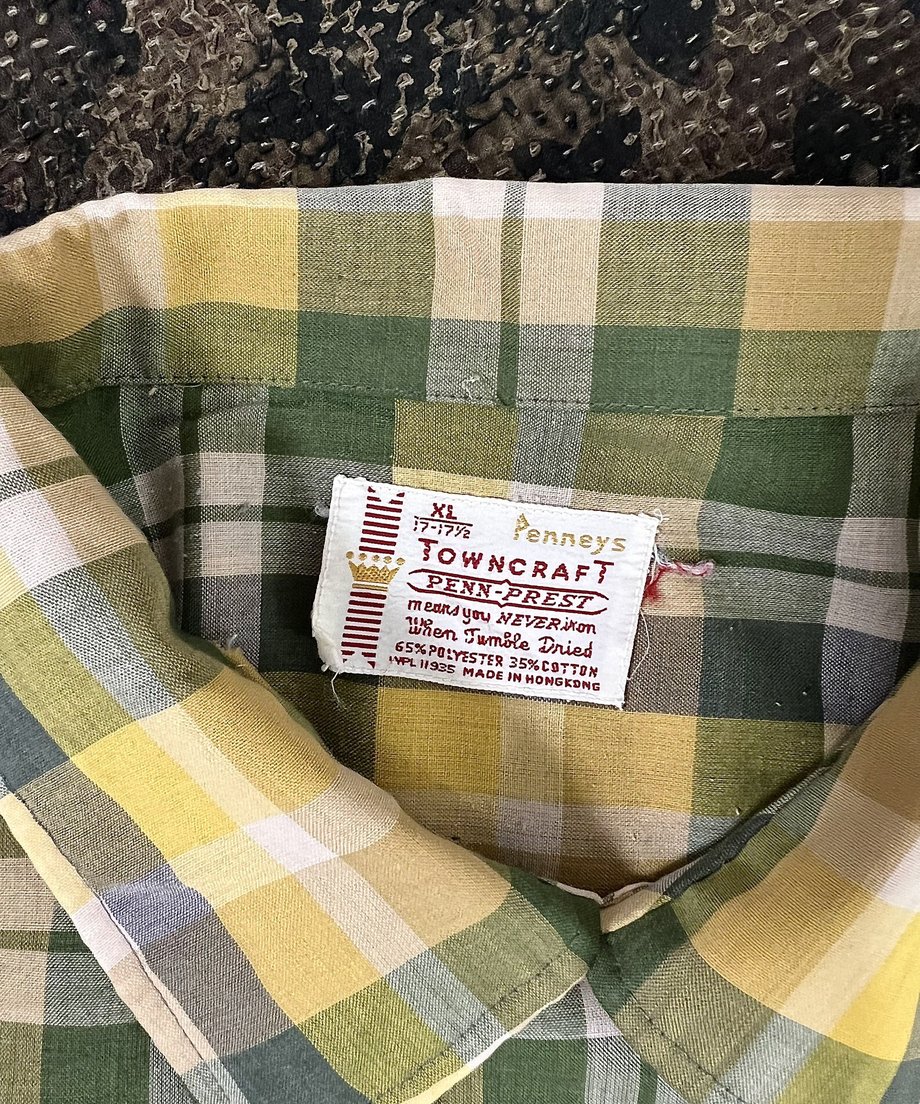 XL
17-17½
Penneys
TOWNCRAFT
PENN-PREST
means you NEVER iron
When Tumble Dried
65% POLYESTER 35% COTTON
WPL 11935 MADE IN HONGKONG